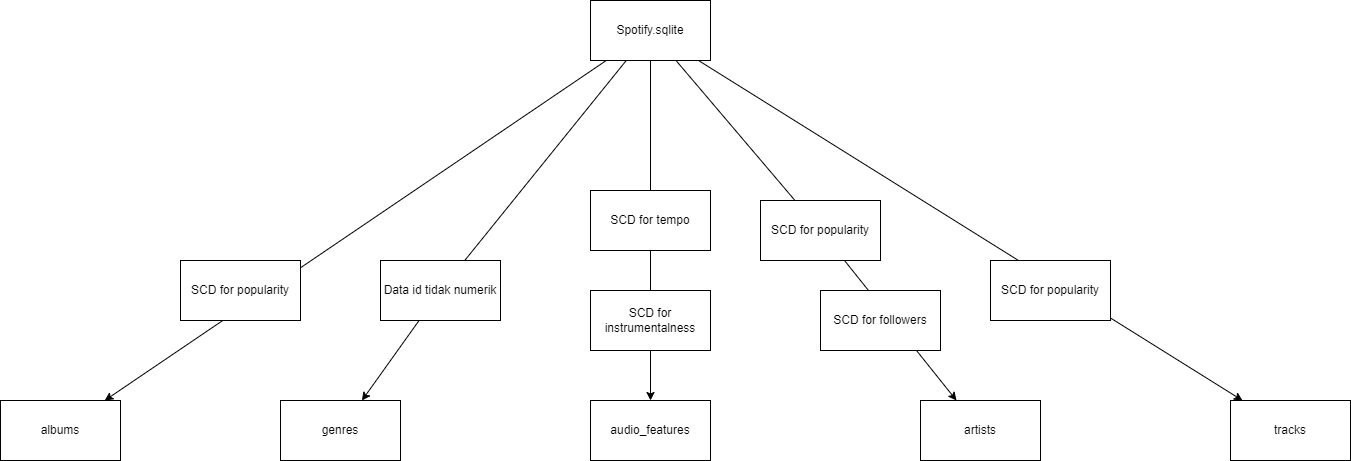 Spotify.sqlite
SCD for tempo
SCD for popularity
SCD for popularity
Data id tidak numerik
SCD for popularity
SCD for
instrumentalness
SCD for followers
albums
genres
audio_features
artists
tracks